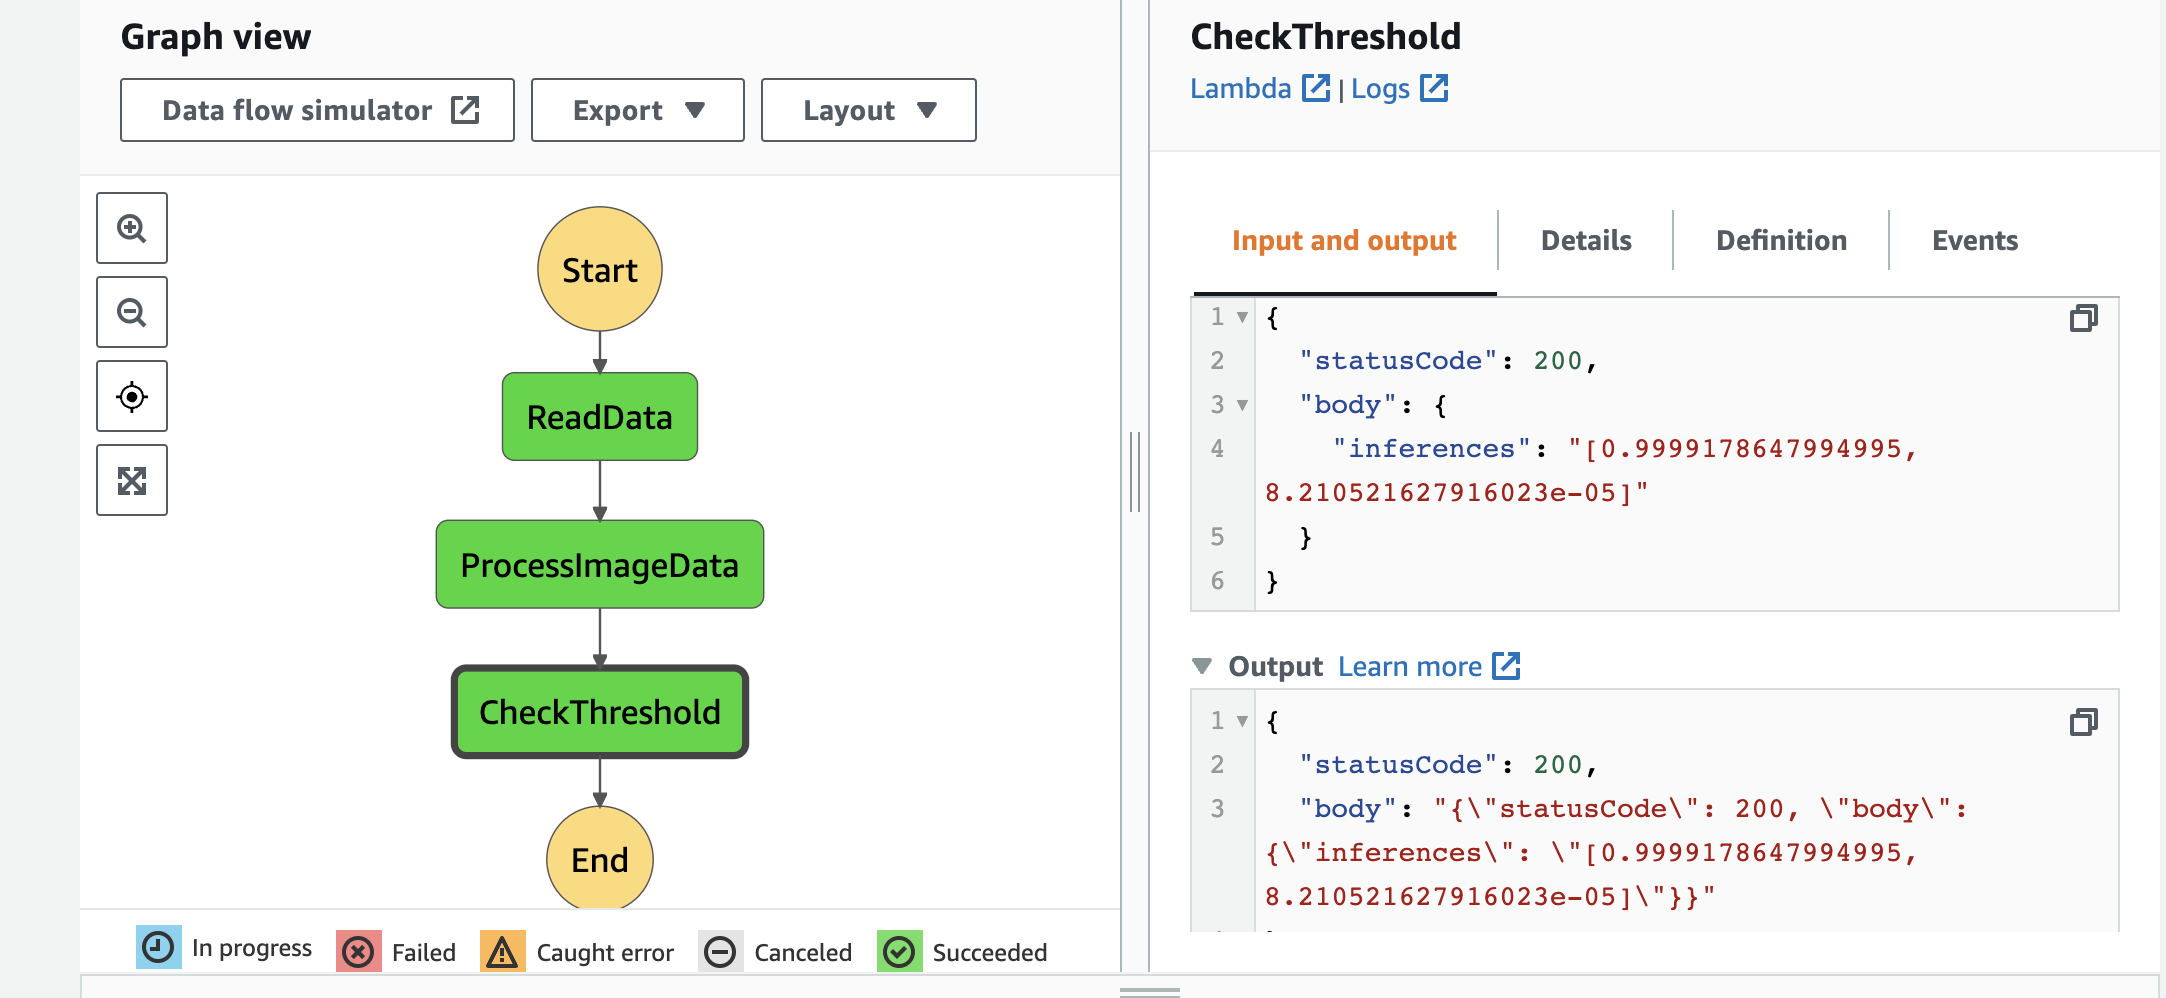 Graph view
Data flow simulator
Export
Layout
Start
ReadData
ProcessImageData
CheckThreshold
End
In progress
Failed
Caught error
Canceled
Succeeded
CheckThreshold
Lambda | Logs
Input and output
Details
Definition
Events
1 {
2 "statusCode": 200,
3 "body": {
4 "inferences": "[0.9999178647994995,
8.210521627916023e-05]"
5 }
6 }
Output Learn more
1 {
2 "statusCode": 200,
3 "body": "{\"statusCode\": 200, \"body\":
{\"inferences\": \"[0.9999178647994995,
8.210521627916023e-05]\"}}"